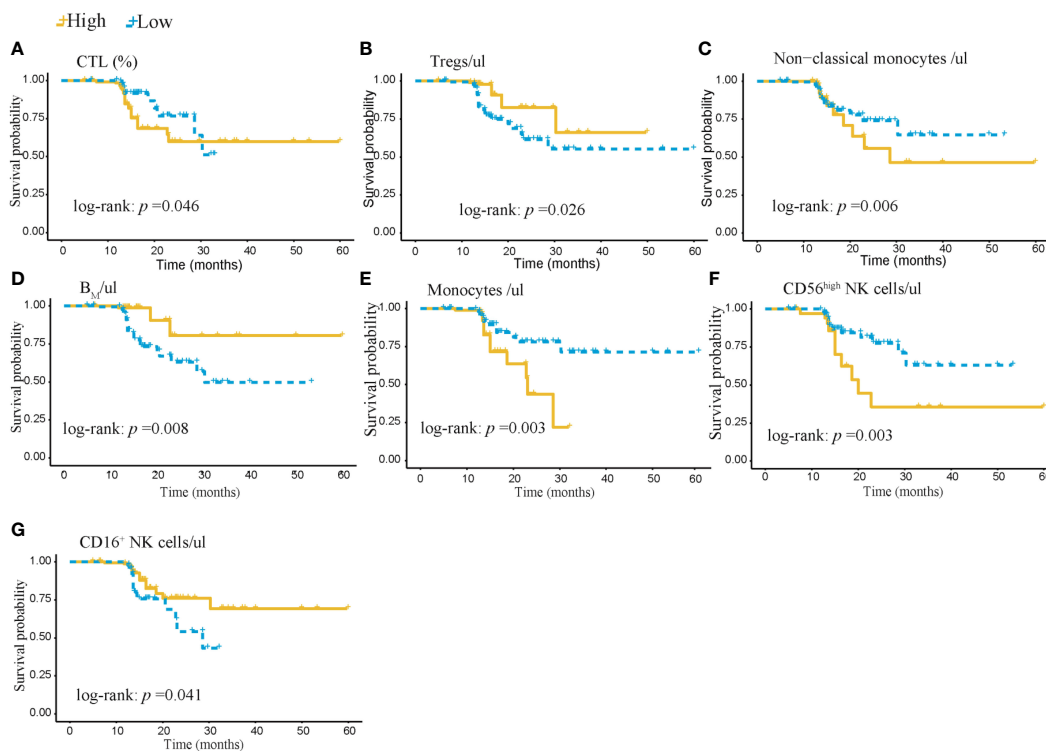 High Low
A
CTL (%)
Survival probability
1.00
0.75
0.50
0.25
0.00
log-rank: p =0.046
0 10 20 30 40 50 60
Time (months)
B
Tregs/ul
Survival probability
1.00
0.75
0.50
0.25
0.00
log-rank: p =0.026
0 10 20 30 40 50 60
Time (months)
C
Non−classical monocytes /ul
Survival probability
1.00
0.75
0.50
0.25
0.00
log-rank: p =0.006
0 10 20 30 40 50 60
Time (months)
D
BM/ul
Survival probability
1.00
0.75
0.50
0.25
0.00
log-rank: p =0.008
0 10 20 30 40 50 60
Time (months)
E
Monocytes /ul
Survival probability
1.00
0.75
0.50
0.25
0.00
log-rank: p =0.003
0 10 20 30 40 50 60
Time (months)
F
CD56high NK cells/ul
Survival probability
1.00
0.75
0.50
0.25
0.00
log-rank: p =0.003
0 10 20 30 40 50 60
Time (months)
G
CD16+ NK cells/ul
Survival probability
1.00
0.75
0.50
0.25
0.00
log-rank: p =0.041
0 10 20 30 40 50 60
Time (months)